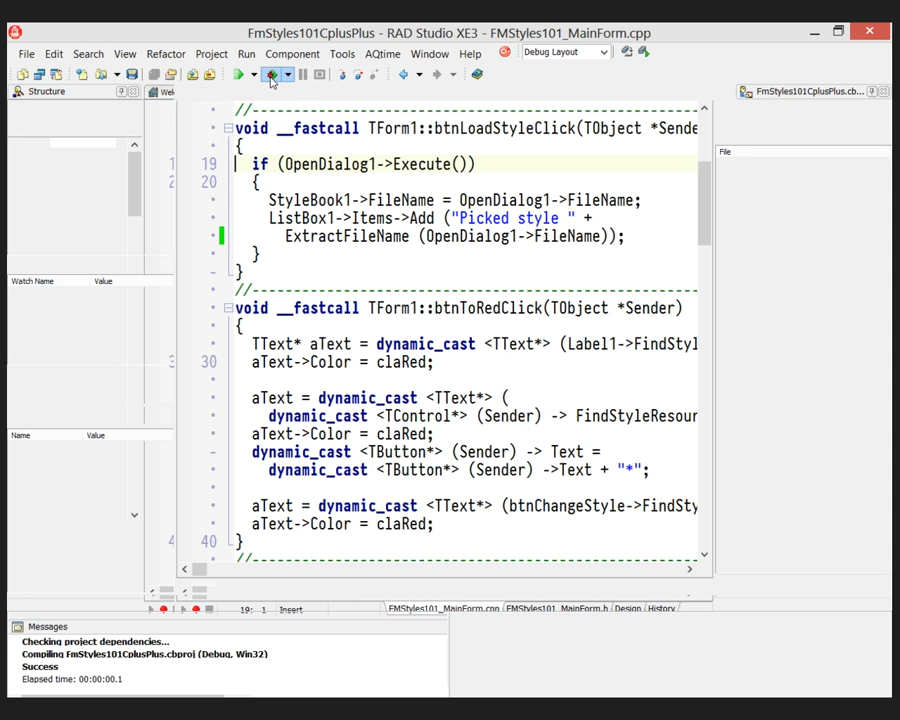 FmStyles101CplusPlus - RAD Studio XE3 - FMStyles101_MainForm.cpp
File Edit Search View Refactor Project Run Component Tools AQtime Window Help Debug Layout
Structure
Wel
FmStyles101CplusPlus.cb...
//
void __fastcall TForm1::btnLoadStyleClick(TObject *Sende
{
19 if (OpenDialog1->Execute())
20 {
StyleBook1->FileName = OpenDialog1->FileName;
ListBox1->Items->Add ("Picked style " +
ExtractFileName (OpenDialog1->FileName));
}
}
//
void __fastcall TForm1::btnToRedClick(TObject *Sender)
{
TText* aText = dynamic_cast <TText*> (Label1->FindStyl
30 aText->Color = claRed;
aText = dynamic_cast <TText*> (
dynamic_cast <TControl*> (Sender) -> FindStyleResour
aText->Color = claRed;
dynamic_cast <TButton*> (Sender) -> Text =
dynamic_cast <TButton*> (Sender) ->Text + "*";
aText = dynamic_cast <TText*> (btnChangeStyle->FindSty
aText->Color = claRed;
40 }
//
File
Watch Name Value
Name Value
19: 1 Insert
FMStyles101_MainForm.cpp FMStyles101_MainForm.h Design History
Messages
Checking project dependencies...
Compiling FmStyles101CplusPlus.cbproj (Debug, Win32)
Success
Elapsed time: 00:00:00.1